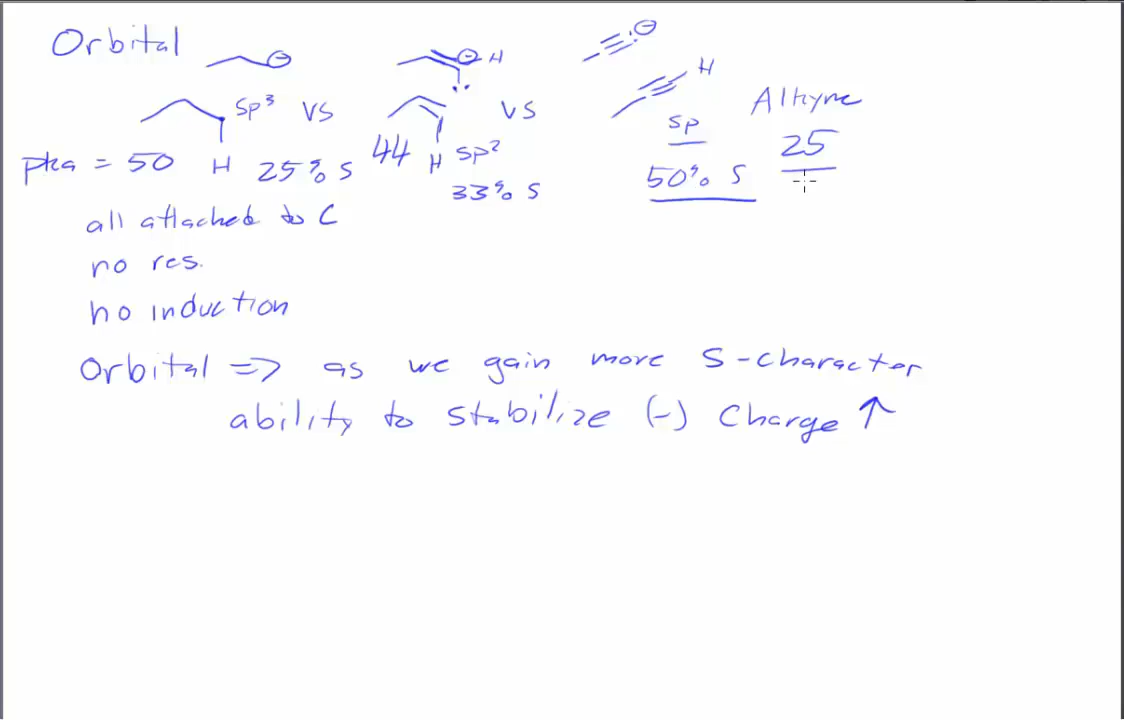 Orbital
⊖ ⊖ H ⊖
Sp³ VS VS H Alkyne
pka = 50 H 25% S 44 H Sp² 33% S sp 50% S 25
all attached to C
no res.
no induction
Orbital => as we gain more S-character
ability to stabilize (-) Charge ↑